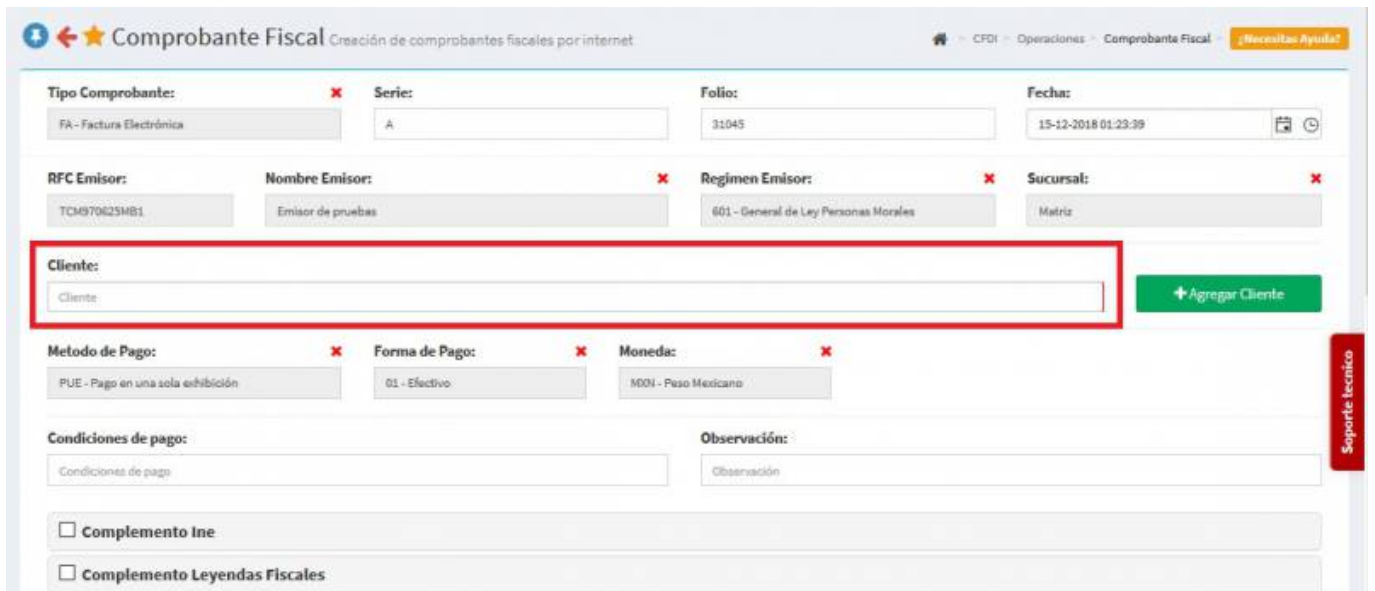 Comprobante Fiscal Creación de comprobantes fiscales por internet
CFDI - Operaciones - Comprobante Fiscal - ¿Necesitas Ayuda?
Tipo Comprobante: Serie: Folio: Fecha:
FA - Factura Electrónica A 31045 15-12-2018 01:23:39
RFC Emisor: Nombre Emisor: Regimen Emisor: Sucursal:
TCM970625MB1 Emisor de pruebas 601 - General de Ley Personas Morales Matriz
Cliente:
Cliente
Agregar Cliente
Metodo de Pago: Forma de Pago: Moneda:
PUE - Pago en una sola exhibición 01 - Efectivo MXN - Peso Mexicano
Soporte tecnico
Condiciones de pago: Observación:
Condiciones de pago Observación
Complemento Ine
Complemento Leyendas Fiscales